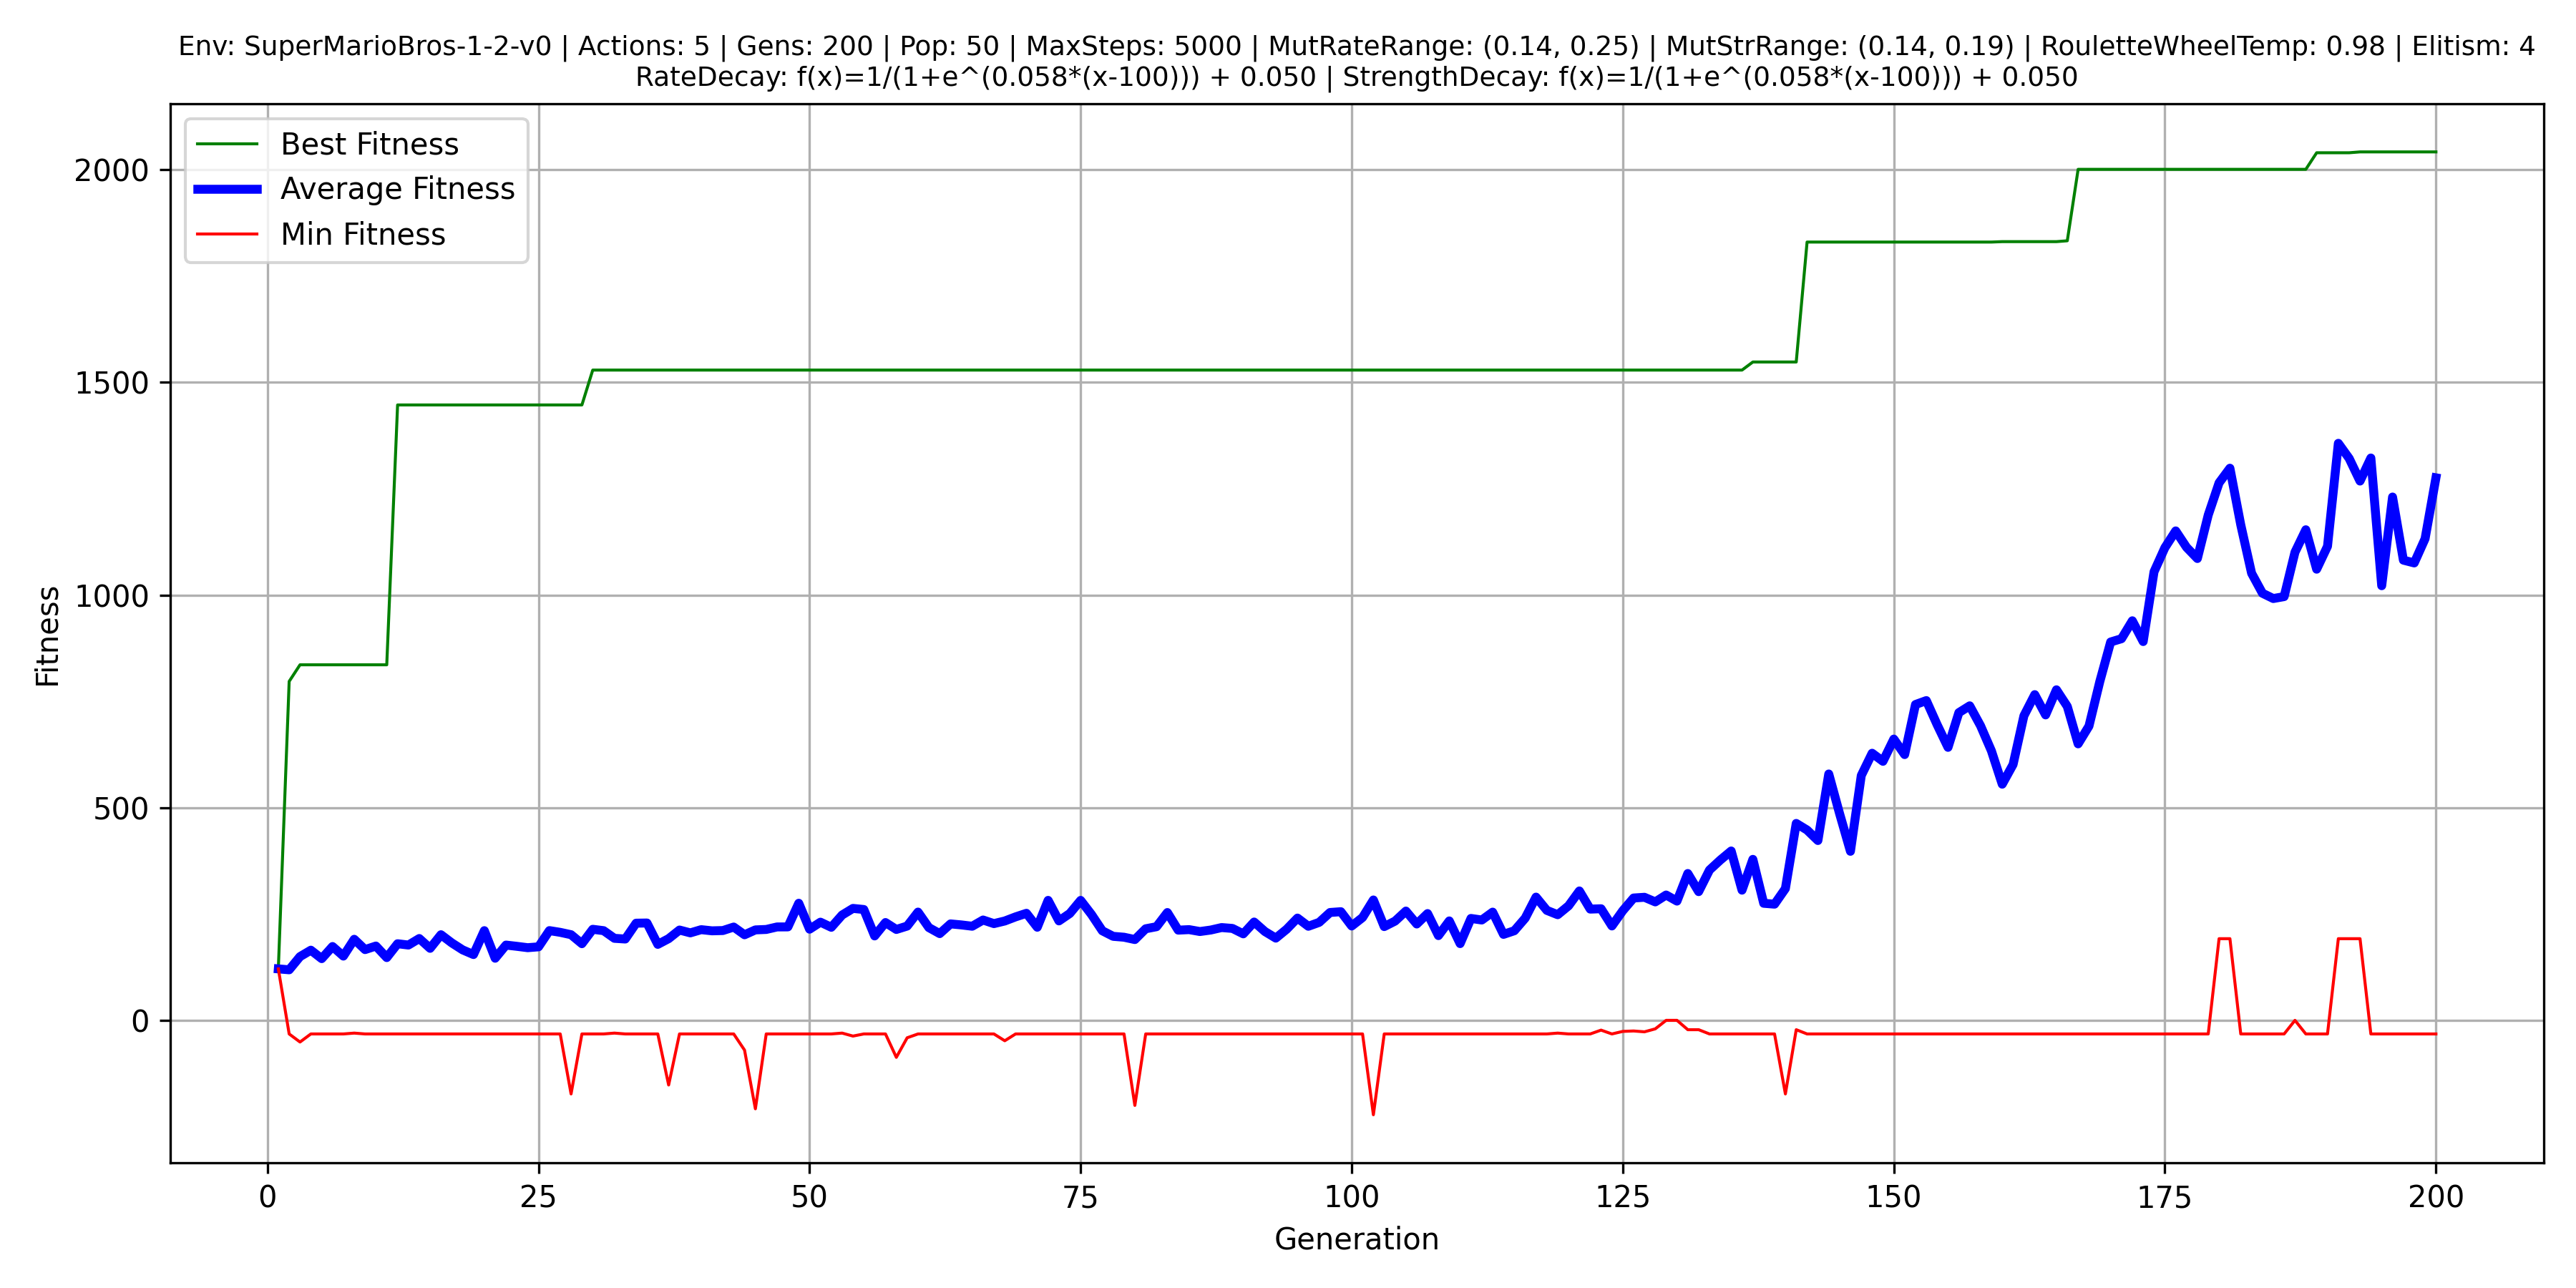 Env: SuperMarioBros-1-2-v0 | Actions: 5 | Gens: 200 | Pop: 50 | MaxSteps: 5000 | MutRateRange: (0.14, 0.25) | MutStrRange: (0.14, 0.19) | RouletteWheelTemp: 0.98 | Elitism: 4
RateDecay: f(x)=1/(1+e^(0.058*(x-100))) + 0.050 | StrengthDecay: f(x)=1/(1+e^(0.058*(x-100))) + 0.050
Best Fitness
Average Fitness
Min Fitness
2000
1500
1000
500
0
Fitness
0 25 50 75 100 125 150 175 200
Generation